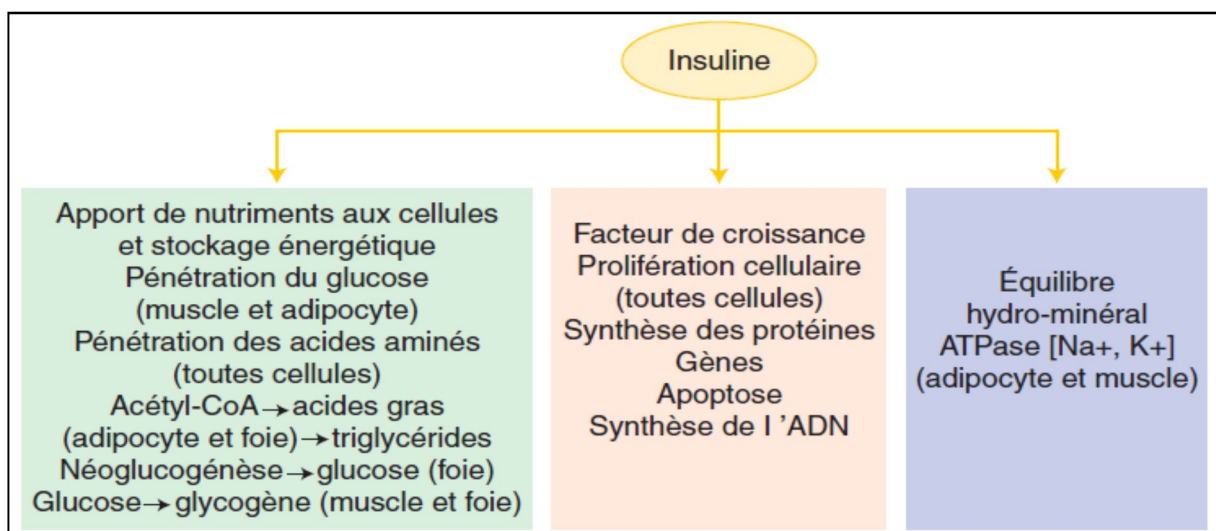 Insuline
Apport de nutriments aux cellules
et stockage énergétique
Pénétration du glucose
(muscle et adipocyte)
Pénétration des acides aminés
(toutes cellules)
Acétyl-CoA→acides gras
(adipocyte et foie)→triglycérides
Néoglucogénèse→glucose (foie)
Glucose→glycogène (muscle et foie)
Facteur de croissance
Prolifération cellulaire
(toutes cellules)
Synthèse des protéines
Gènes
Apoptose
Synthèse de l 'ADN
Équilibre
hydro-minéral
ATPase [Na+, K+]
(adipocyte et muscle)